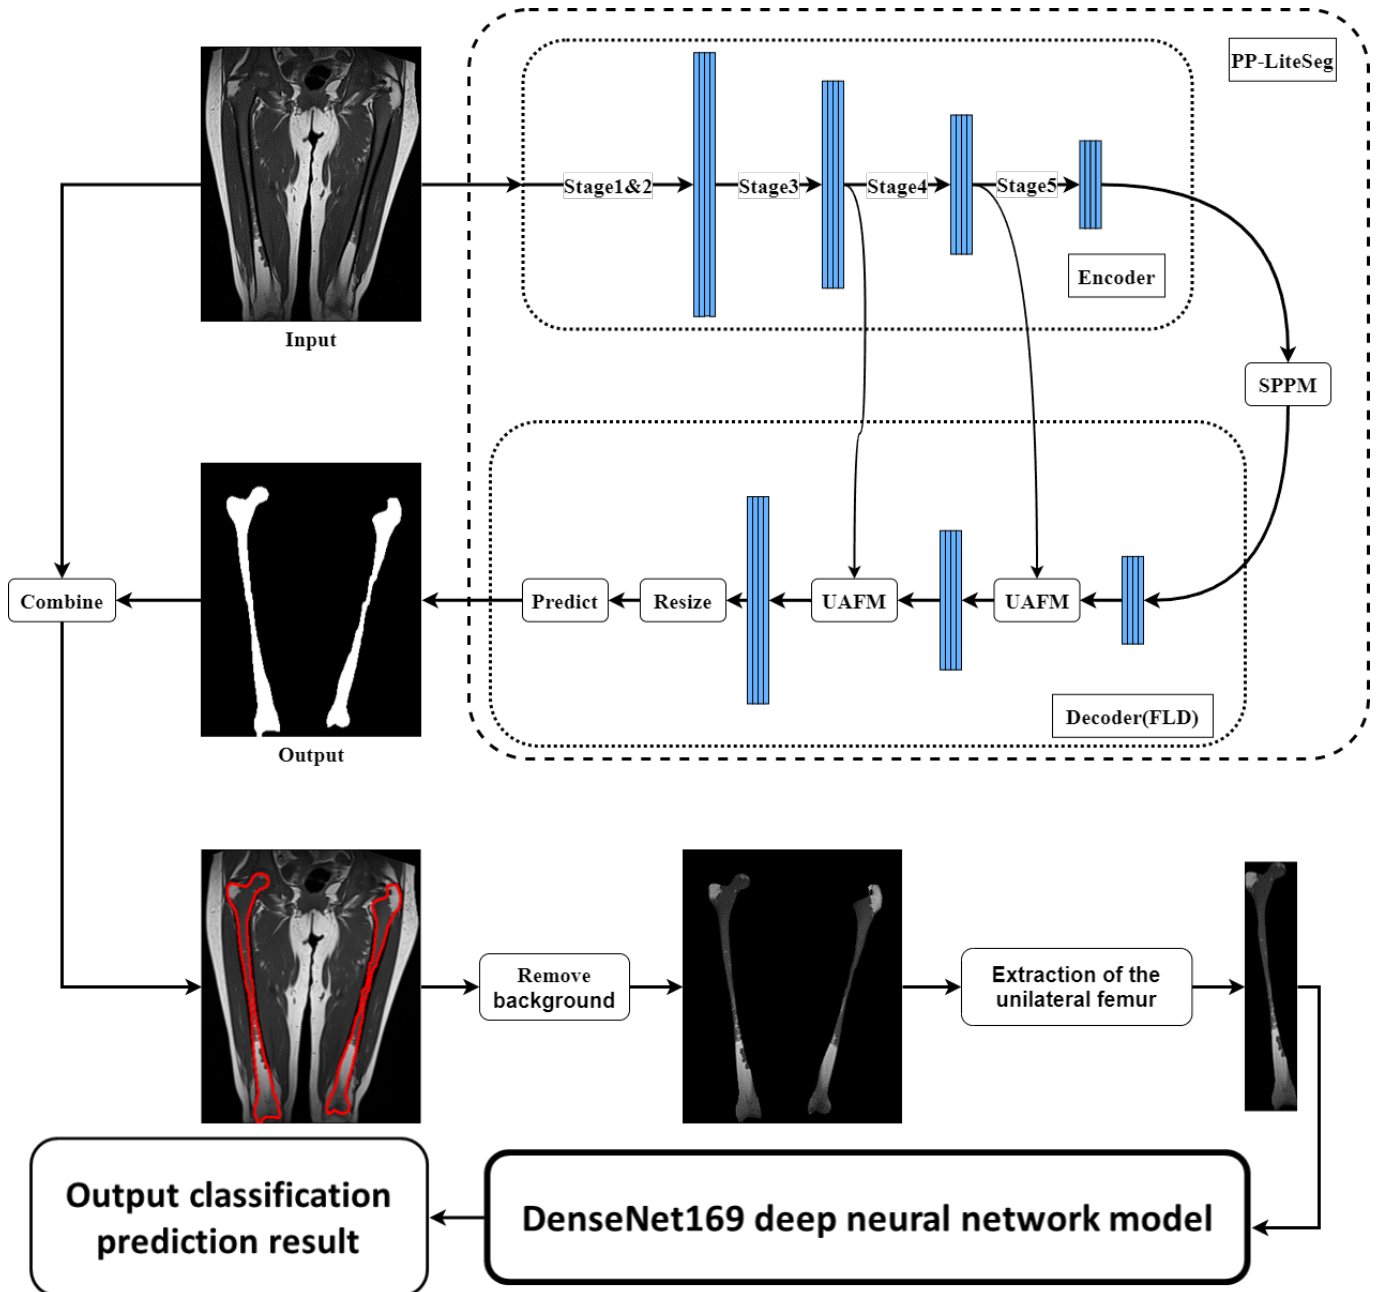 PP-LiteSeg
Stage1&2
Stage3
Stage4
Stage5
Encoder
Input
SPPM
Combine
Predict
Resize
UAFM
UAFM
Decoder(FLD)
Output
Remove
background
Extraction of the
unilateral femur
Output classification
prediction result
DenseNet169 deep neural network model